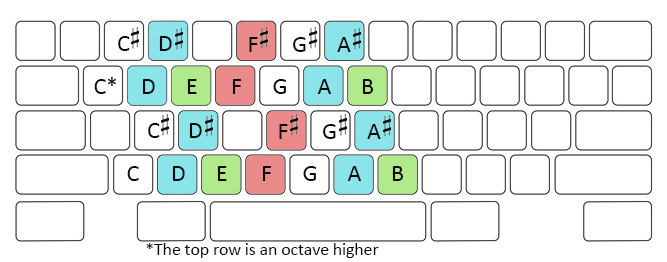 C♯ D♯ F♯ G♯ A♯
C* D E F G A B
C♯ D♯ F♯ G♯ A♯
C D E F G A B
*The top row is an octave higher